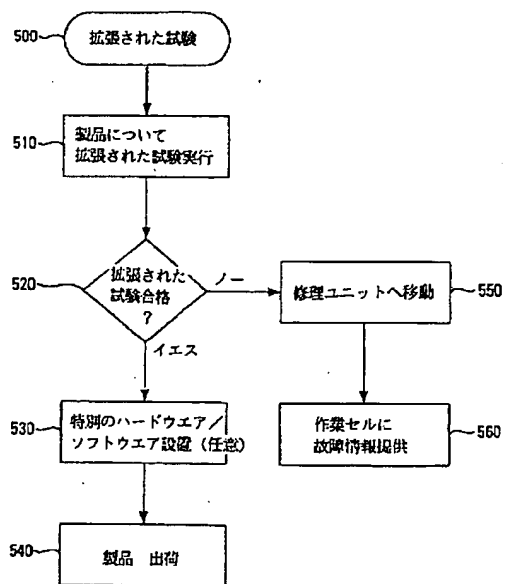 500
拡張された試験
510
製品について
拡張された試験実行
520
拡張された
試験合格
?
ノー
イエス
修理ユニットへ移動
550
530
特別のハードウエア/
ソフトウエア設置(任意)
作業セルに
故障情報提供
560
540
製品 出荷